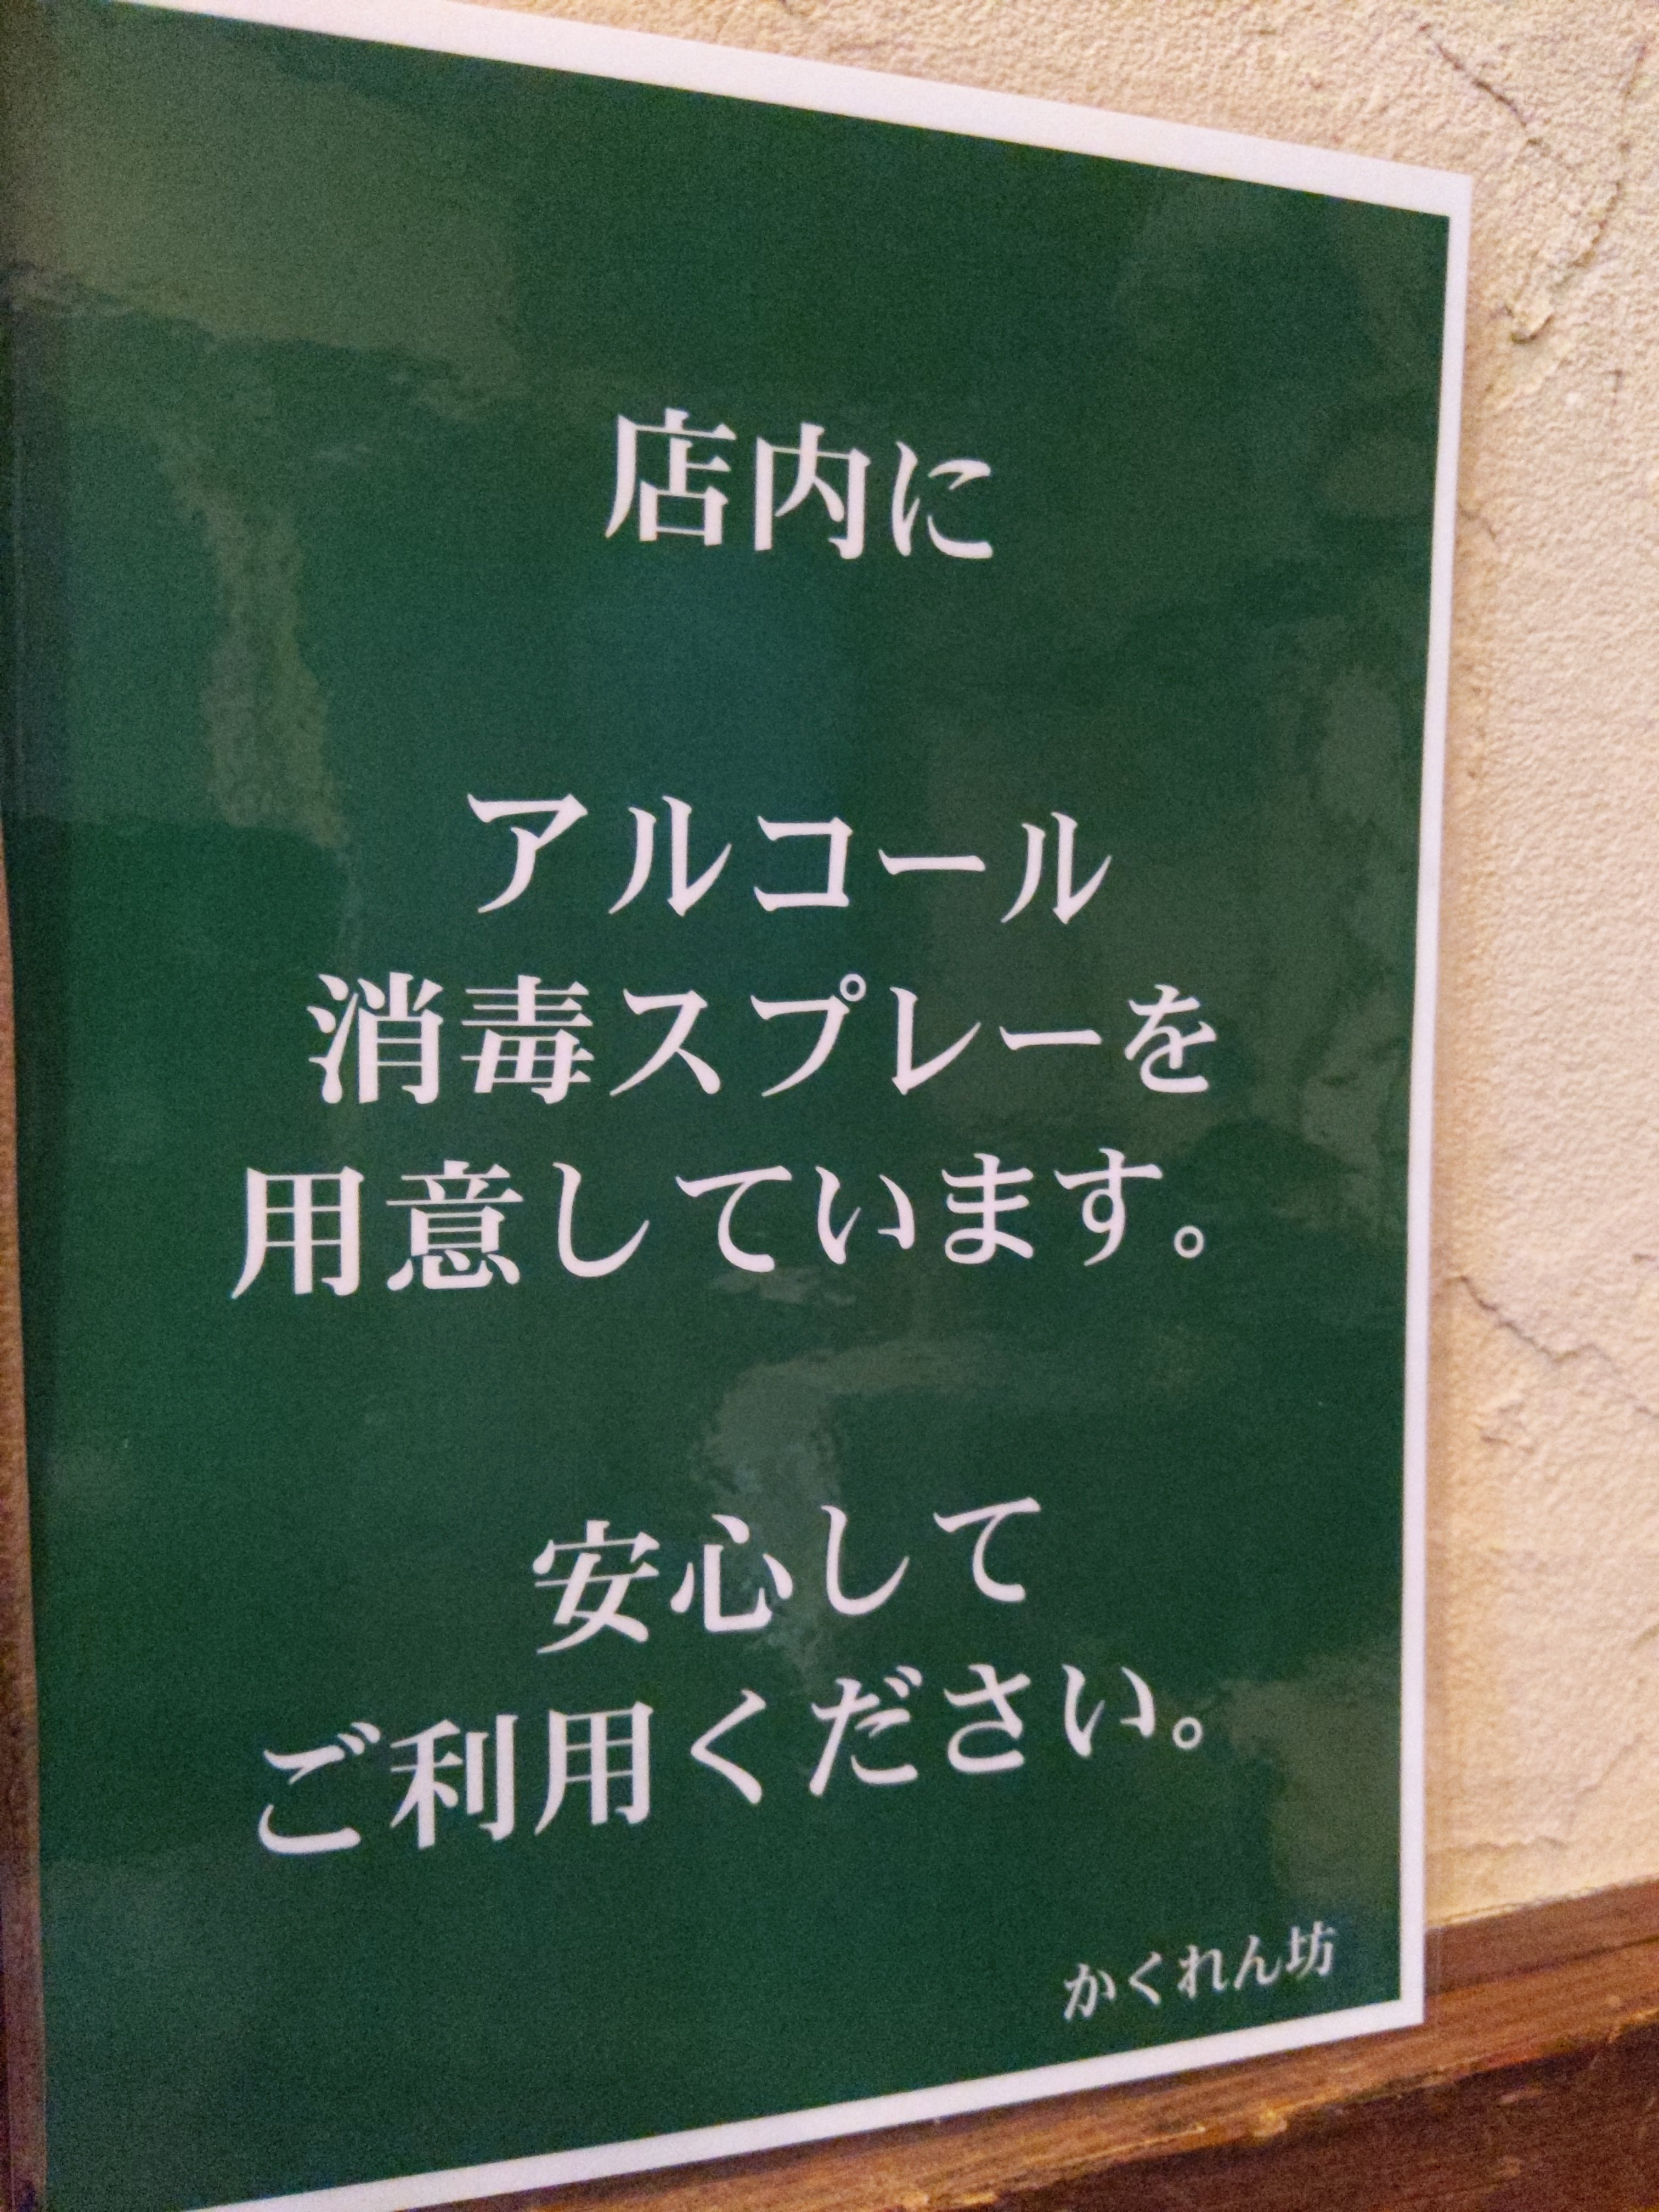 店内に
アルコール
消毒スプレーを
用意しています。
安心して
ご利用ください。
かくれん坊